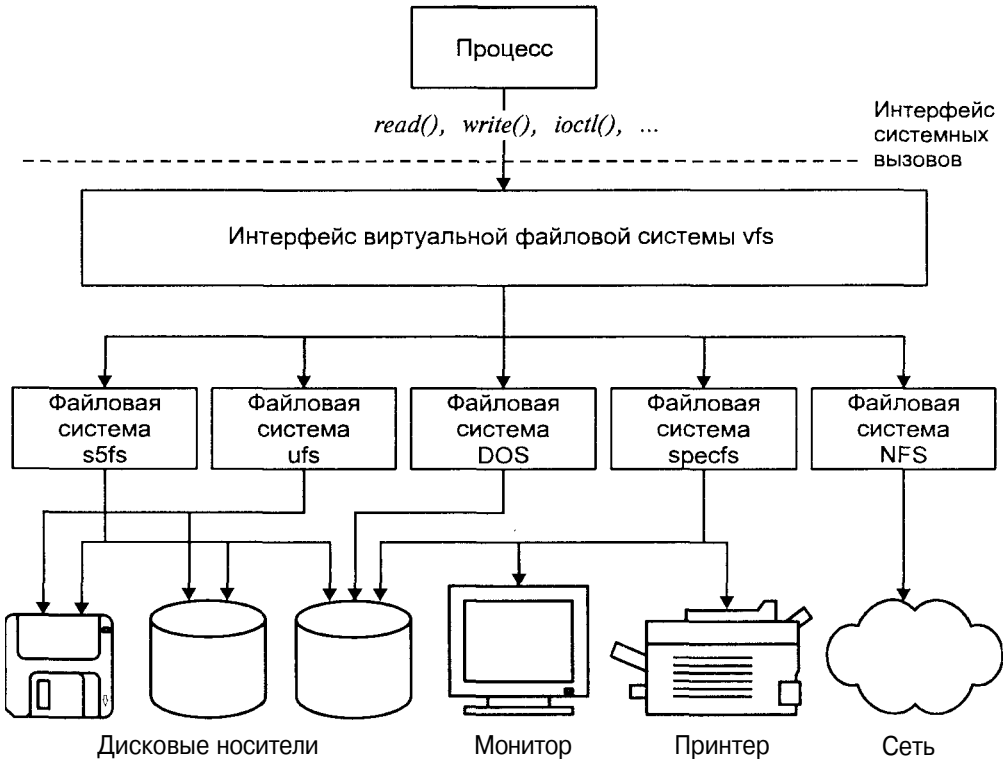 Процесс
read(), write(), ioctl(), ...
Интерфейс
системных
вызовов
Интерфейс виртуальной файловой системы vfs
Файловая
система
s5fs
Файловая
система
ufs
Файловая
система
DOS
Файловая
система
specfs
Файловая
система
NFS
Дисковые носители
Монитор
Принтер
Сеть